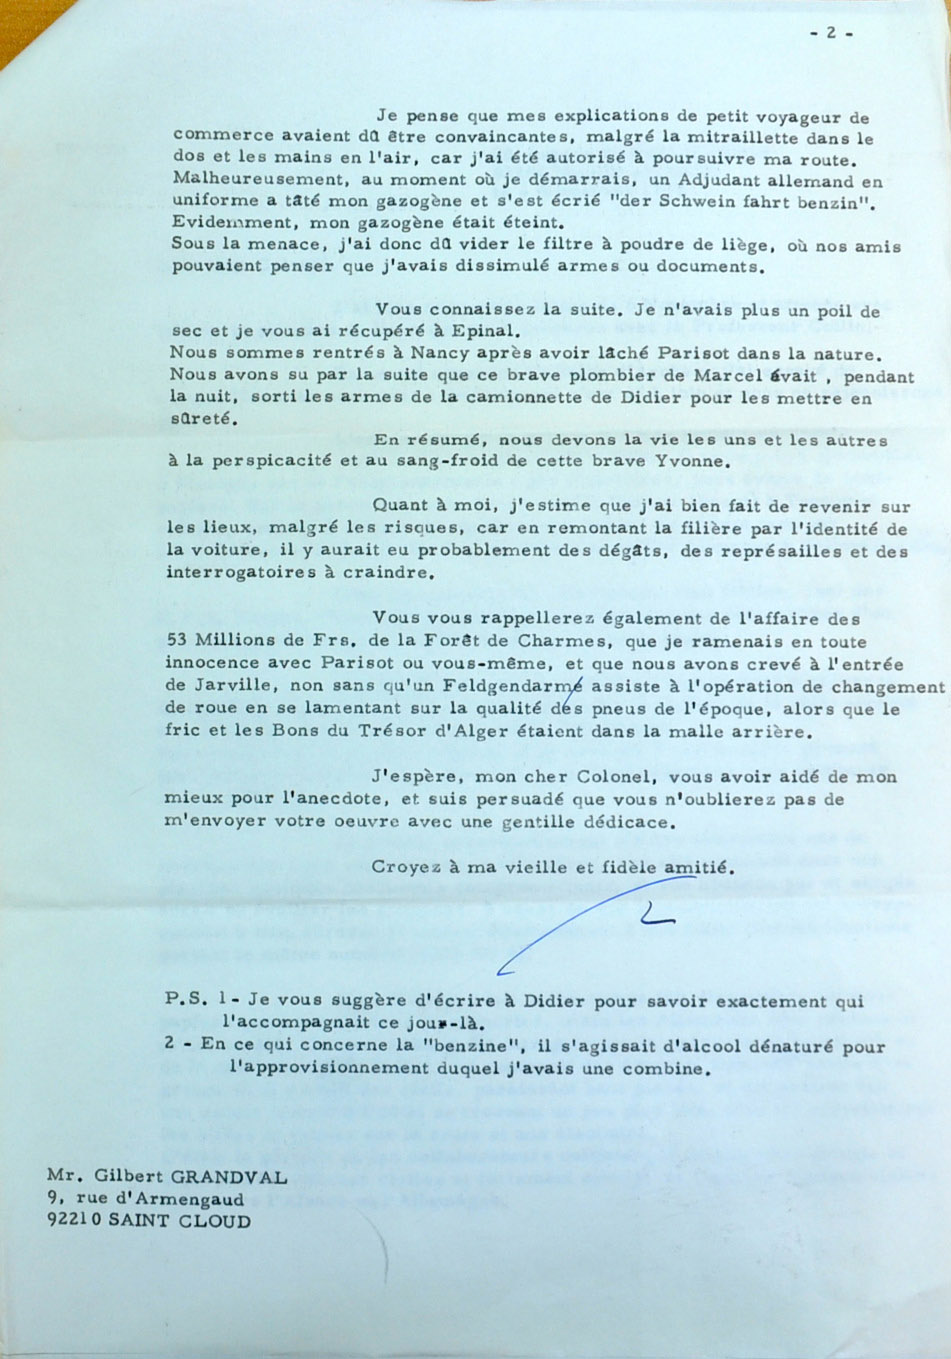 - 2 -
Je pense que mes explications de petit voyageur de
commerce avaient dû être convaincantes, malgré la mitraillette dans le
dos et les mains en l'air, car j'ai été autorisé à poursuivre ma route.
Malheureusement, au moment où je démarrais, un Adjudant allemand en
uniforme a tâté mon gazogène et s'est écrié "der Schwein fahrt benzin".
Evidemment, mon gazogène était éteint.
Sous la menace, j'ai donc dû vider le filtre à poudre de liège, où nos amis
pouvaient penser que j'avais dissimulé armes ou documents.
Vous connaissez la suite. Je n'avais plus un poil de
sec et je vous ai récupéré à Epinal.
Nous sommes rentrés à Nancy après avoir lâché Parisot dans la nature.
Nous avons su par la suite que ce brave plombier de Marcel avait , pendant
la nuit, sorti les armes de la camionnette de Didier pour les mettre en
sûreté.
En résumé, nous devons la vie les uns et les autres
à la perspicacité et au sang-froid de cette brave Yvonne.
Quant à moi, j'estime que j'ai bien fait de revenir sur
les lieux, malgré les risques, car en remontant la filière par l'identité de
la voiture, il y aurait eu probablement des dégâts, des représailles et des
interrogatoires à craindre.
Vous vous rappellerez également de l'affaire des
53 Millions de Frs. de la Forêt de Charmes, que je ramenais en toute
innocence avec Parisot ou vous-même, et que nous avons crevé à l'entrée
de Jarville, non sans qu'un Feldgendarme assiste à l'opération de changement
de roue en se lamentant sur la qualité des pneus de l'époque, alors que le
fric et les Bons du Trésor d'Alger étaient dans la malle arrière.
J'espère, mon cher Colonel, vous avoir aidé de mon
mieux pour l'anecdote, et suis persuadé que vous n'oublierez pas de
m'envoyer votre oeuvre avec une gentille dédicace.
Croyez à ma vieille et fidèle amitié.
P.S. 1 - Je vous suggère d'écrire à Didier pour savoir exactement qui
l'accompagnait ce jour-là.
2 - En ce qui concerne la "benzine", il s'agissait d'alcool dénaturé pour
l'approvisionnement duquel j'avais une combine.
Mr. Gilbert GRANDVAL
9, rue d'Armengaud
92210 SAINT CLOUD